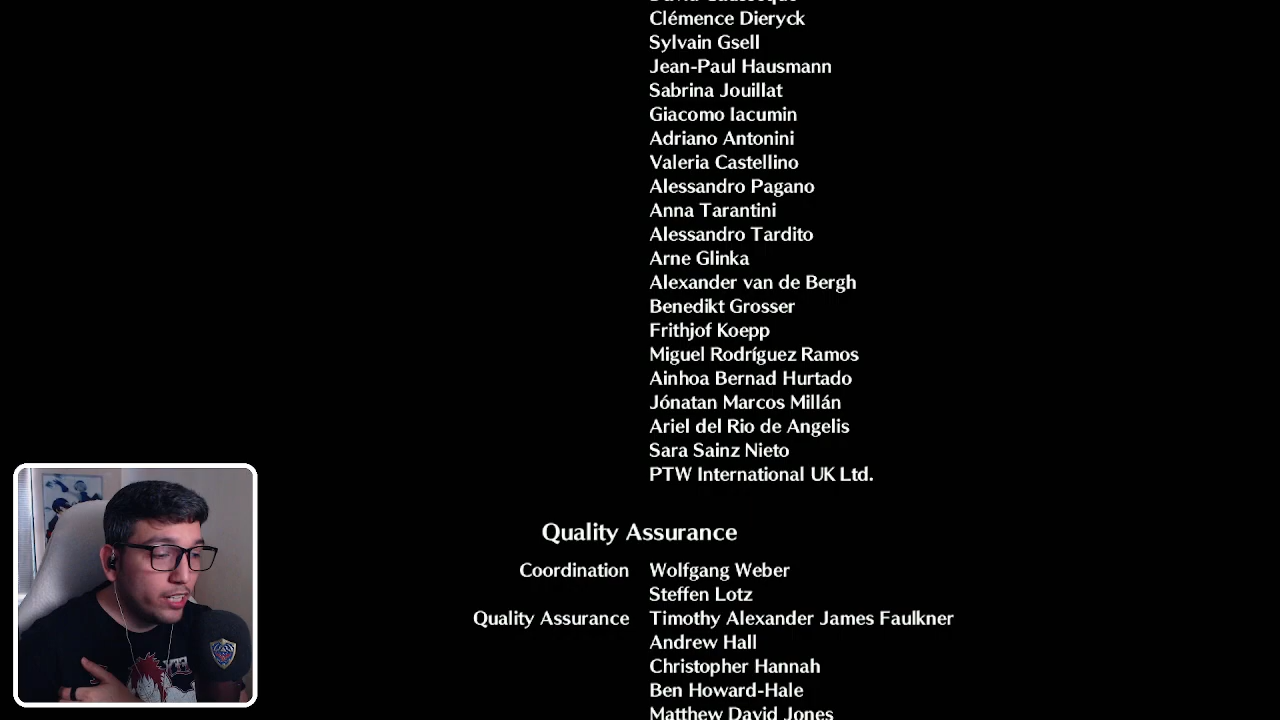 Clémence Dieryck
Sylvain Gsell
Jean-Paul Hausmann
Sabrina Jouillat
Giacomo Iacumin
Adriano Antonini
Valeria Castellino
Alessandro Pagano
Anna Tarantini
Alessandro Tardito
Arne Glinka
Alexander van de Bergh
Benedikt Grosser
Frithjof Koepp
Miguel Rodríguez Ramos
Ainhoa Bernad Hurtado
Jónatan Marcos Millán
Ariel del Rio de Angelis
Sara Sainz Nieto
PTW International UK Ltd.
Quality Assurance
Coordination Wolfgang Weber
Steffen Lotz
Quality Assurance Timothy Alexander James Faulkner
Andrew Hall
Christopher Hannah
Ben Howard-Hale
Matthew David Jones